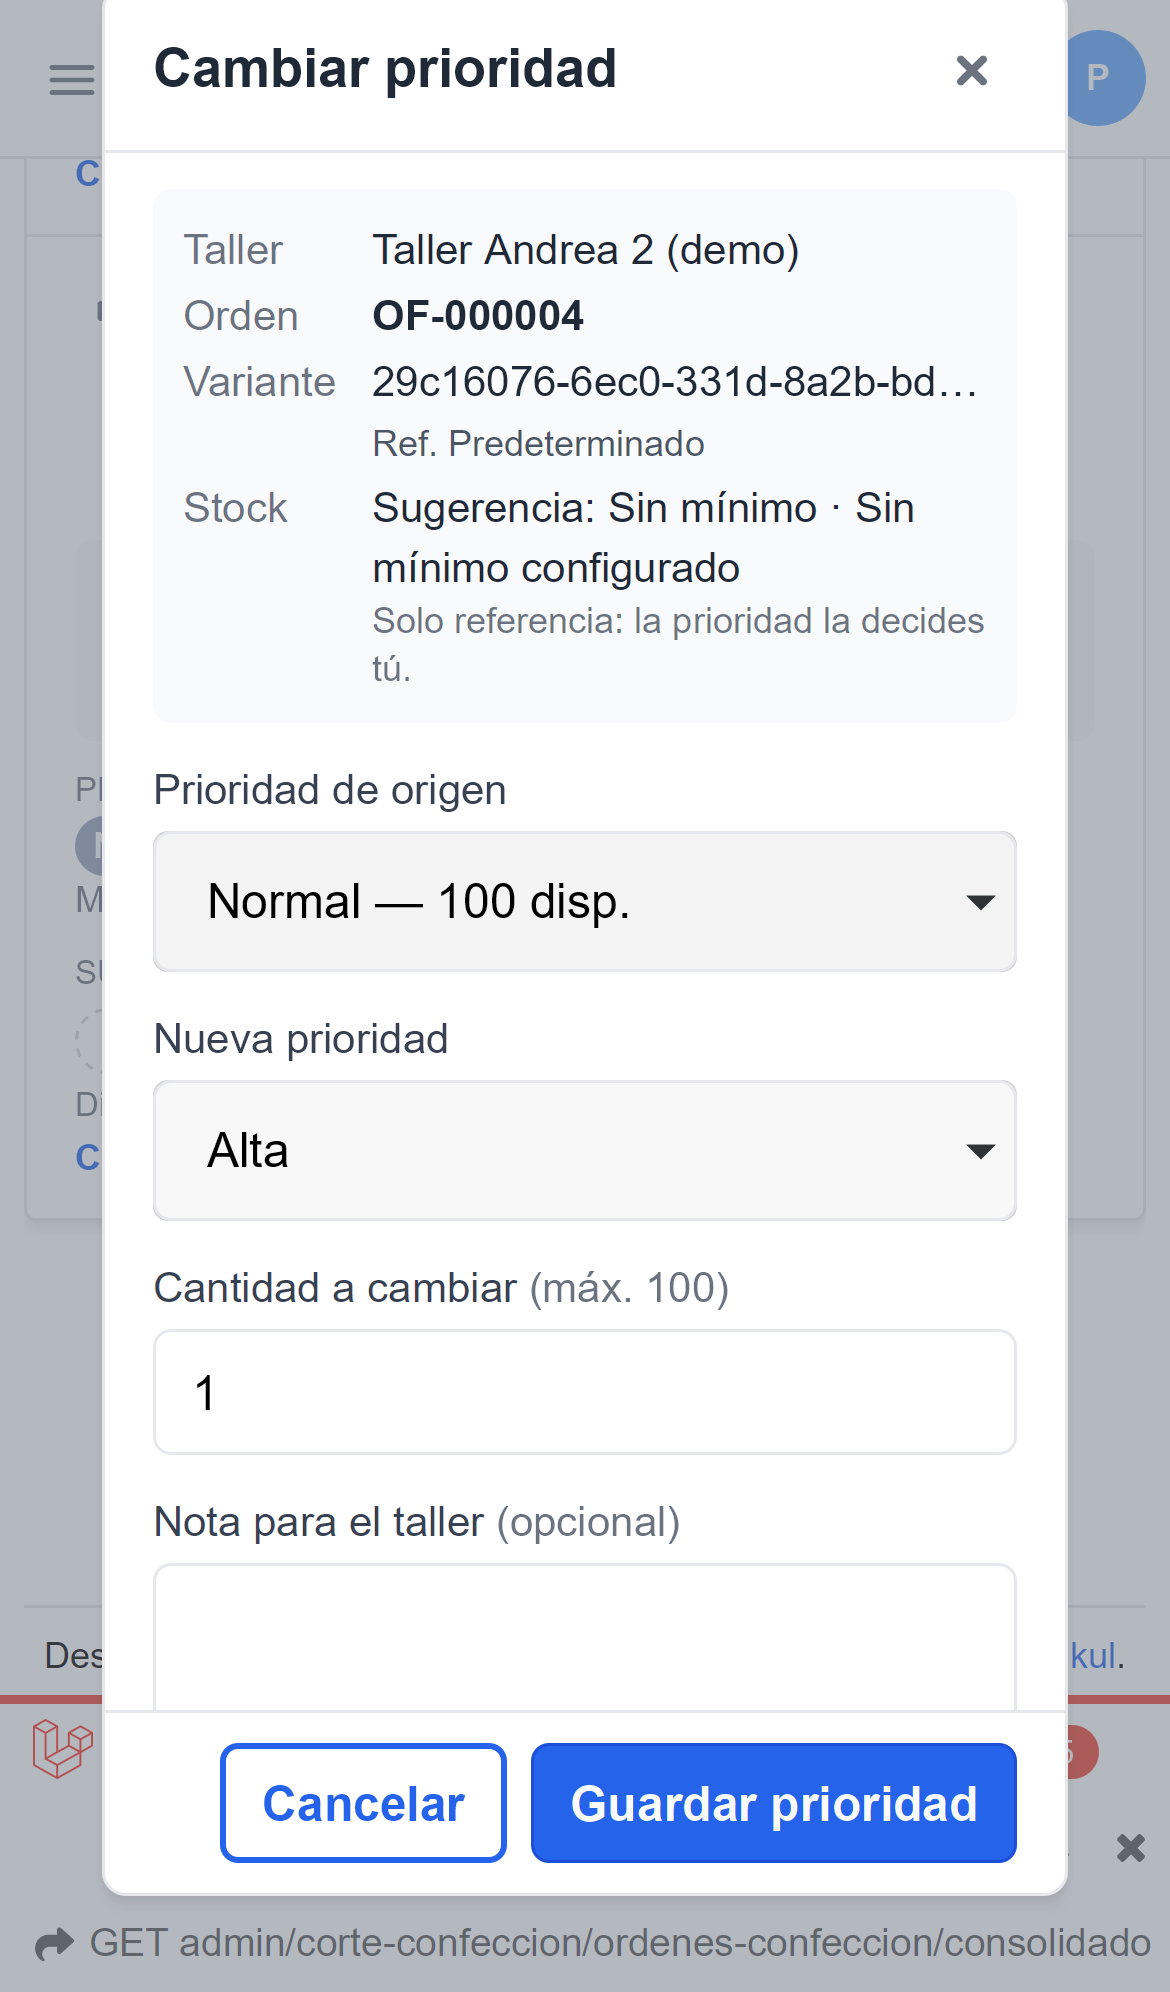 Cambiar prioridad
P
Taller Taller Andrea 2 (demo)
Orden OF-000004
Variante 29c16076-6ec0-331d-8a2b-bd...
Ref. Predeterminado
Stock Sugerencia: Sin mínimo · Sin
mínimo configurado
Solo referencia: la prioridad la decides
tú.
Prioridad de origen
Normal — 100 disp.
Nueva prioridad
Alta
Cantidad a cambiar (máx. 100)
1
Nota para el taller (opcional)
Des
kul.
Cancelar
Guardar prioridad
GET admin/corte-confeccion/ordenes-confeccion/consolidado